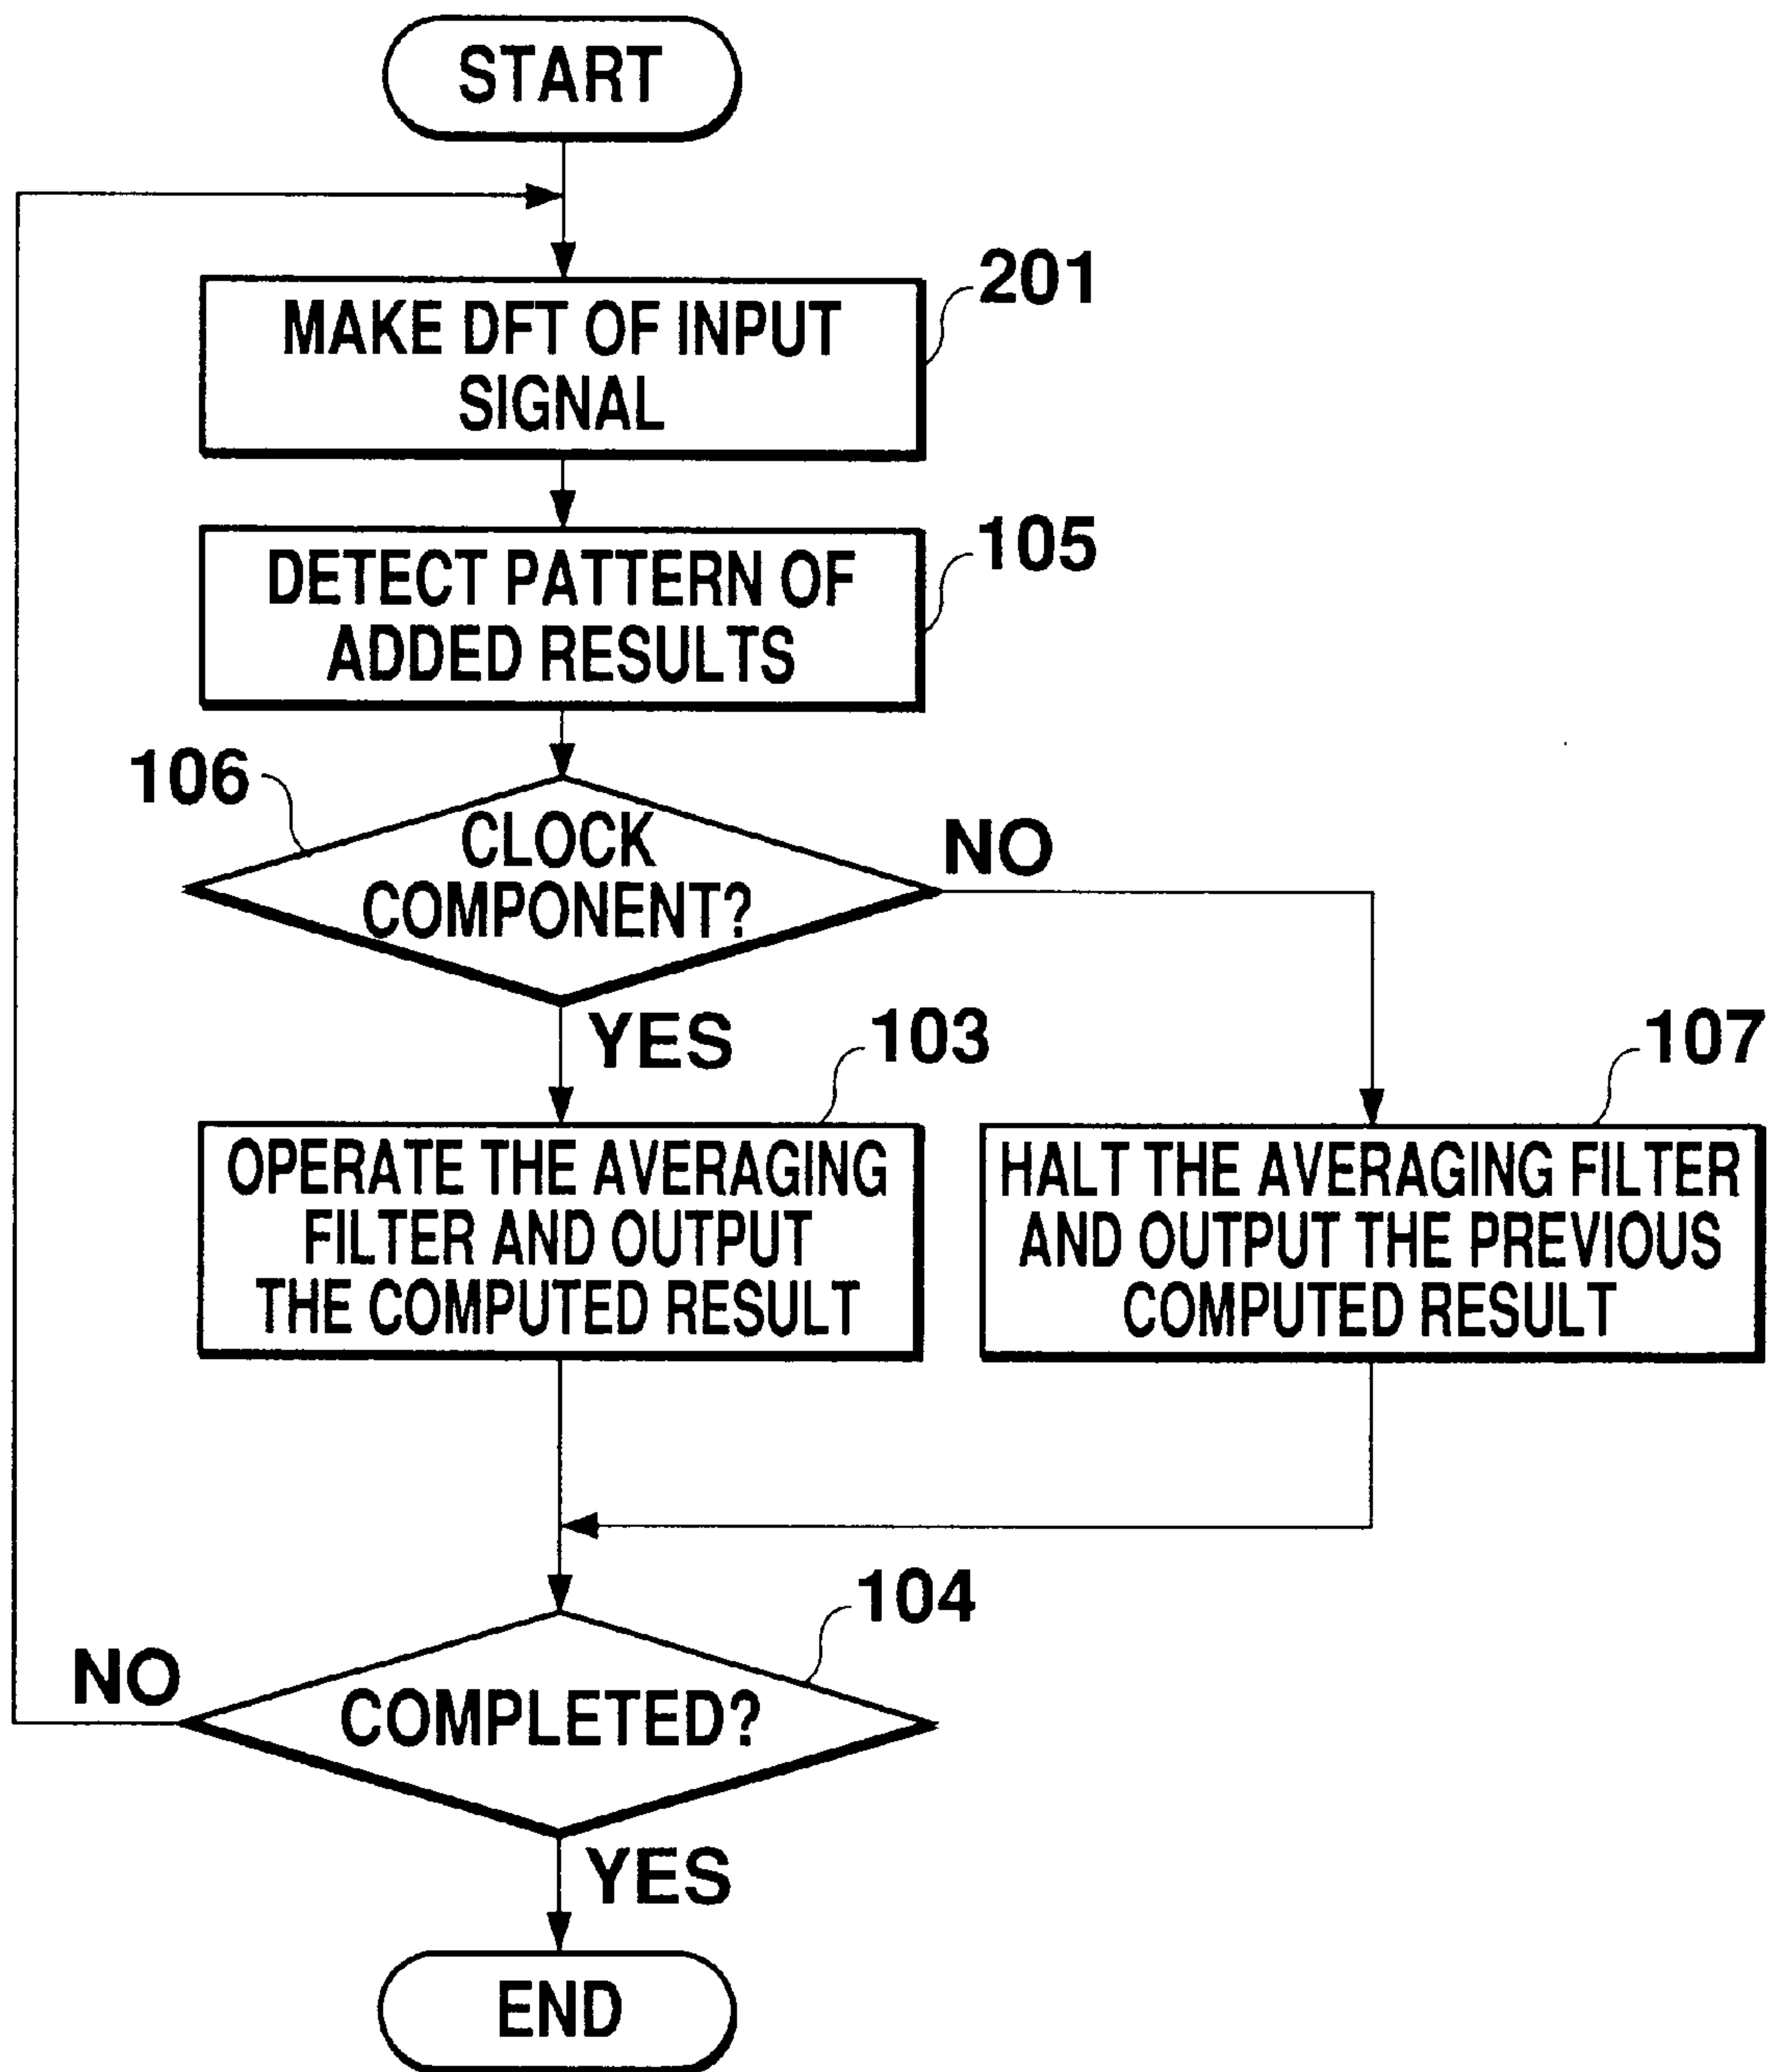 START
201
MAKE DFT OF INPUT
SIGNAL
105
DETECT PATTERN OF
ADDED RESULTS
106
CLOCK
COMPONENT?
NO
YES
103
107
OPERATE THE AVERAGING
FILTER AND OUTPUT
THE COMPUTED RESULT
HALT THE AVERAGING FILTER
AND OUTPUT THE PREVIOUS
COMPUTED RESULT
104
NO
COMPLETED?
YES
END